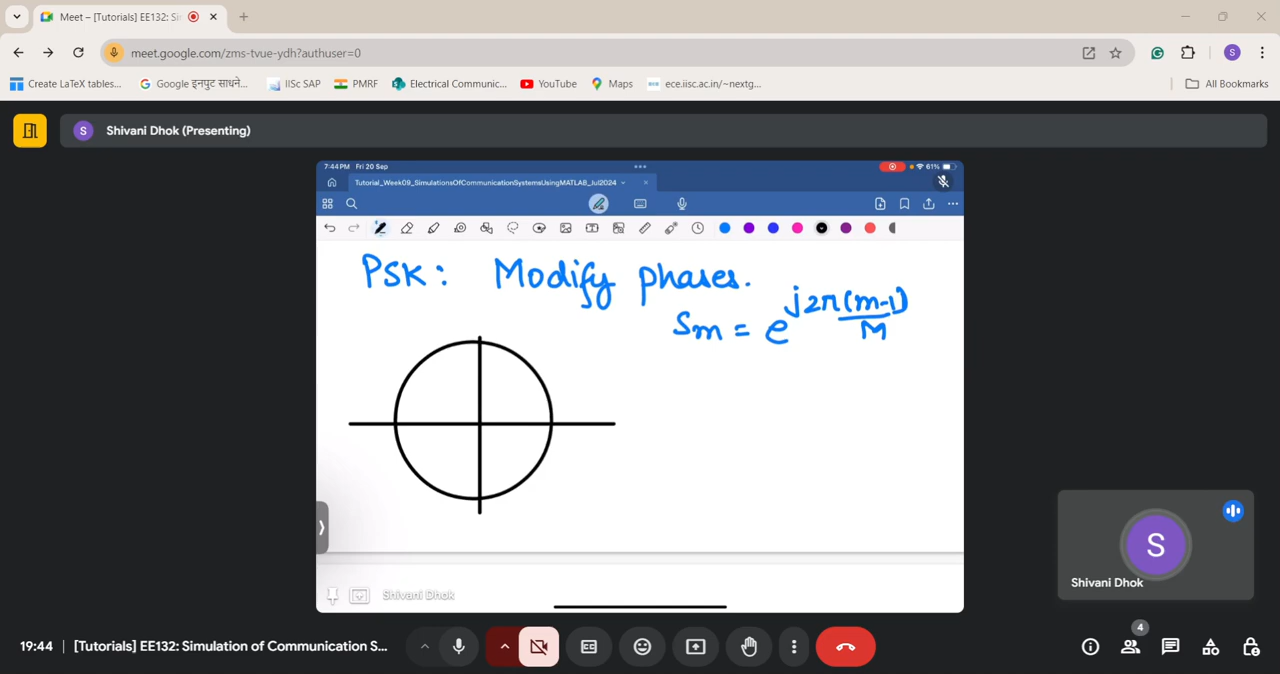 Meet – [Tutorials] EE132: Si
meet.google.com/zms-tvue-ydh?authuser=0
S
Create LaTeX tables...
Google इनपुट साधने...
IISc SAP
PMRF
Electrical Communic...
YouTube
Maps
ece.iisc.ac.in/~nextg...
All Bookmarks
S Shivani Dhok (Presenting)
7:44 PM Fri 20 Sep
61%
Tutorial_Week09_SimulationsOfCommunicationSystemsUsingMATLAB_Jul2024
PSK: Modify phases.
Sm = e^(j2π(m-1)/M)
S
Shivani Dhok
Shivani Dhok
4
19:44 | [Tutorials] EE132: Simulation of Communication S...